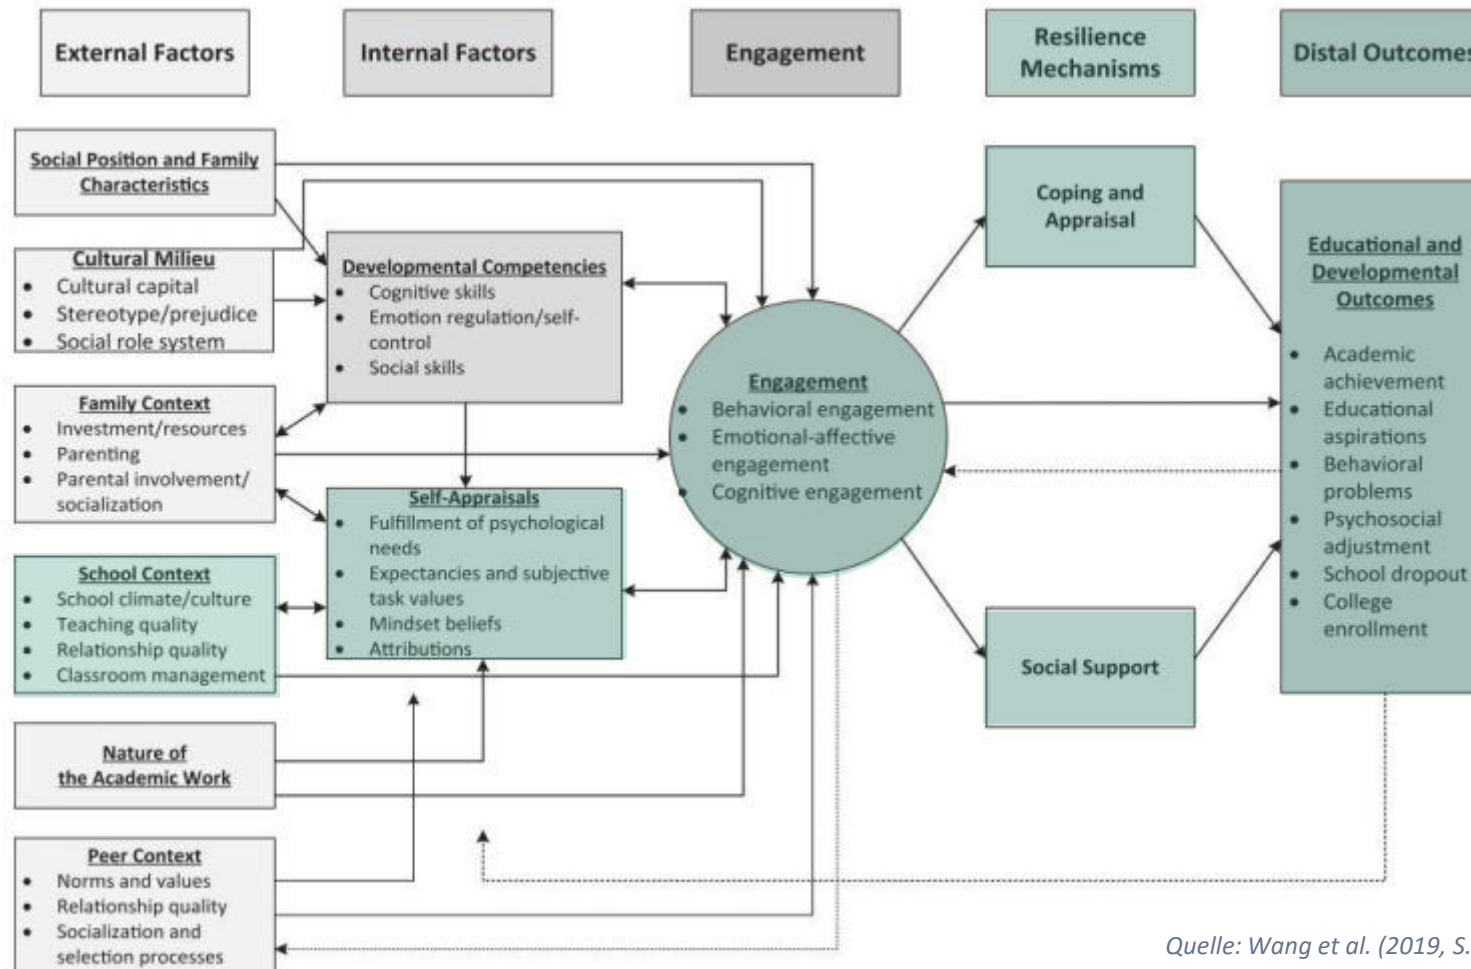 External Factors
Internal Factors
Engagement
Resilience
Mechanisms
Distal Outcomes
Social Position and Family
Characteristics
Cultural Milieu
• Cultural capital
• Stereotype/prejudice
• Social role system
Family Context
• Investment/resources
• Parenting
• Parental involvement/
socialization
School Context
• School climate/culture
• Teaching quality
• Relationship quality
• Classroom management
Nature of
the Academic Work
Peer Context
• Norms and values
• Relationship quality
• Socialization and
selection processes
Developmental Competencies
• Cognitive skills
• Emotion regulation/self-
control
• Social skills
Self-Appraisals
• Fulfillment of psychological
needs
• Expectancies and subjective
task values
• Mindset beliefs
• Attributions
Engagement
• Behavioral engagement
• Emotional-affective
engagement
• Cognitive engagement
Coping and
Appraisal
Social Support
Educational and
Developmental
Outcomes
• Academic
achievement
• Educational
aspirations
• Behavioral
problems
• Psychosocial
adjustment
• School dropout
• College
enrollment
Quelle: Wang et al. (2019, S.